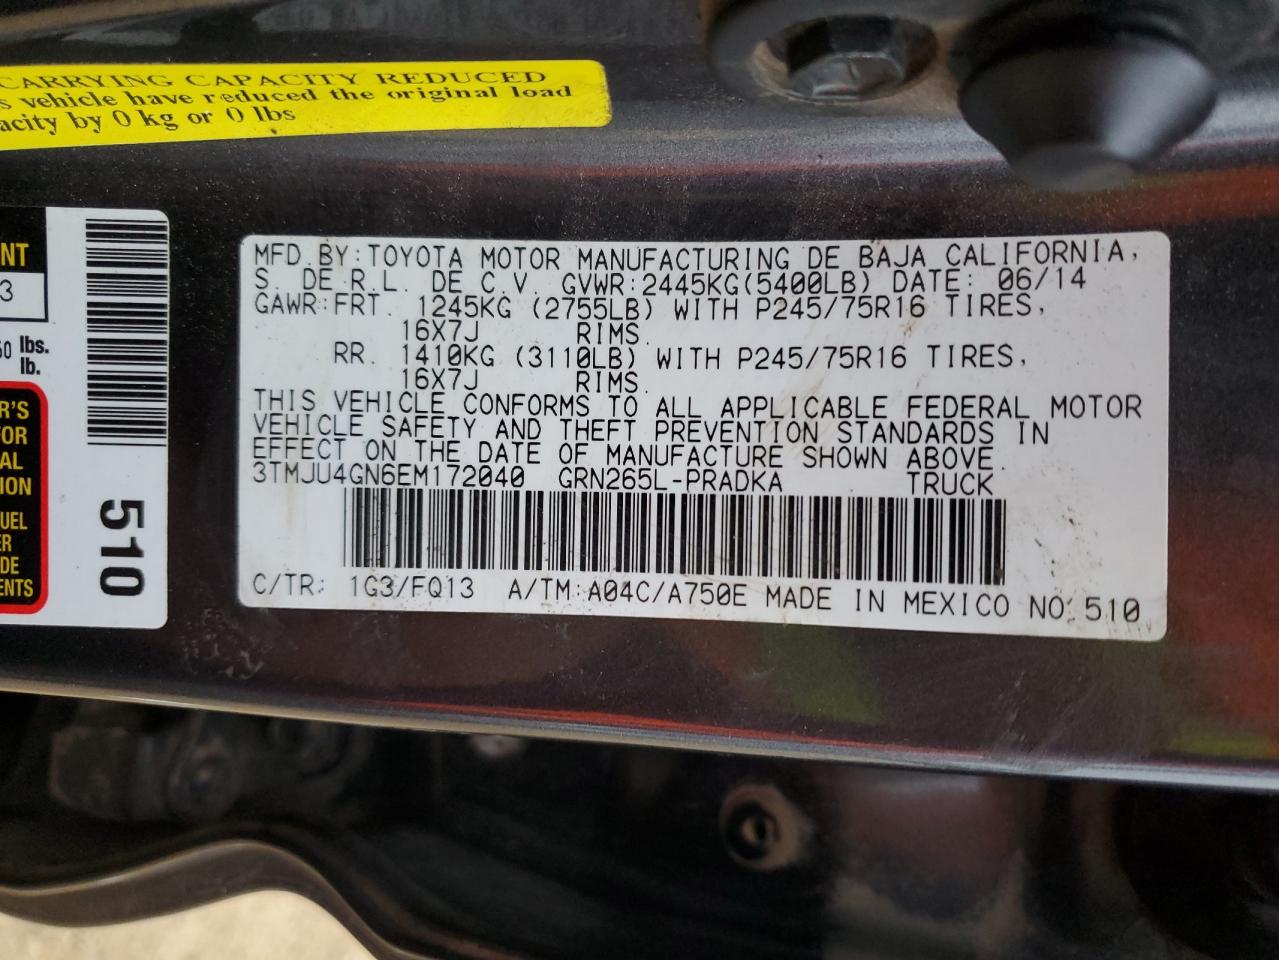 CARRYING CAPACITY REDUCED
s vehicle have reduced the original load
acity by 0 kg or 0 lbs
NT
3
50 lbs.
lb.
R'S
FOR
AL
ION
UEL
ER
DE
ENTS
510
MFD. BY: TOYOTA MOTOR MANUFACTURING DE BAJA CALIFORNIA,
S. DE R.L. DE C.V. GVWR: 2445KG(5400LB) DATE: 06/14
GAWR: FRT. 1245KG (2755LB) WITH P245/75R16 TIRES,
16X7J RIMS.
RR. 1410KG (3110LB) WITH P245/75R16 TIRES,
16X7J RIMS.
THIS VEHICLE CONFORMS TO ALL APPLICABLE FEDERAL MOTOR
VEHICLE SAFETY AND THEFT PREVENTION STANDARDS IN
EFFECT ON THE DATE OF MANUFACTURE SHOWN ABOVE.
3TMJU4GN6EM172040 GRN265L-PRADKA TRUCK
C/TR: 1G3/FQ13 A/TM: A04C/A750E MADE IN MEXICO NO. 510